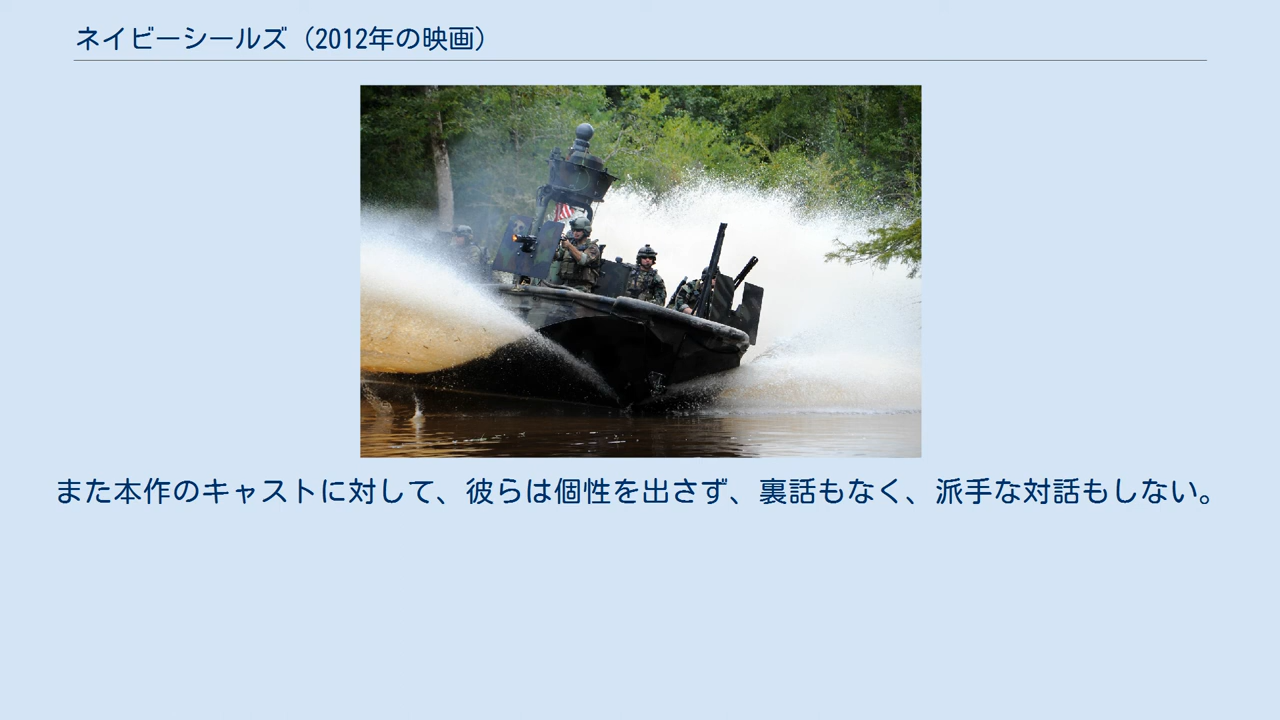 ネイビーシールズ（2012年の映画）
また本作のキャストに対して、彼らは個性を出さず、裏話もなく、派手な対話もしない。